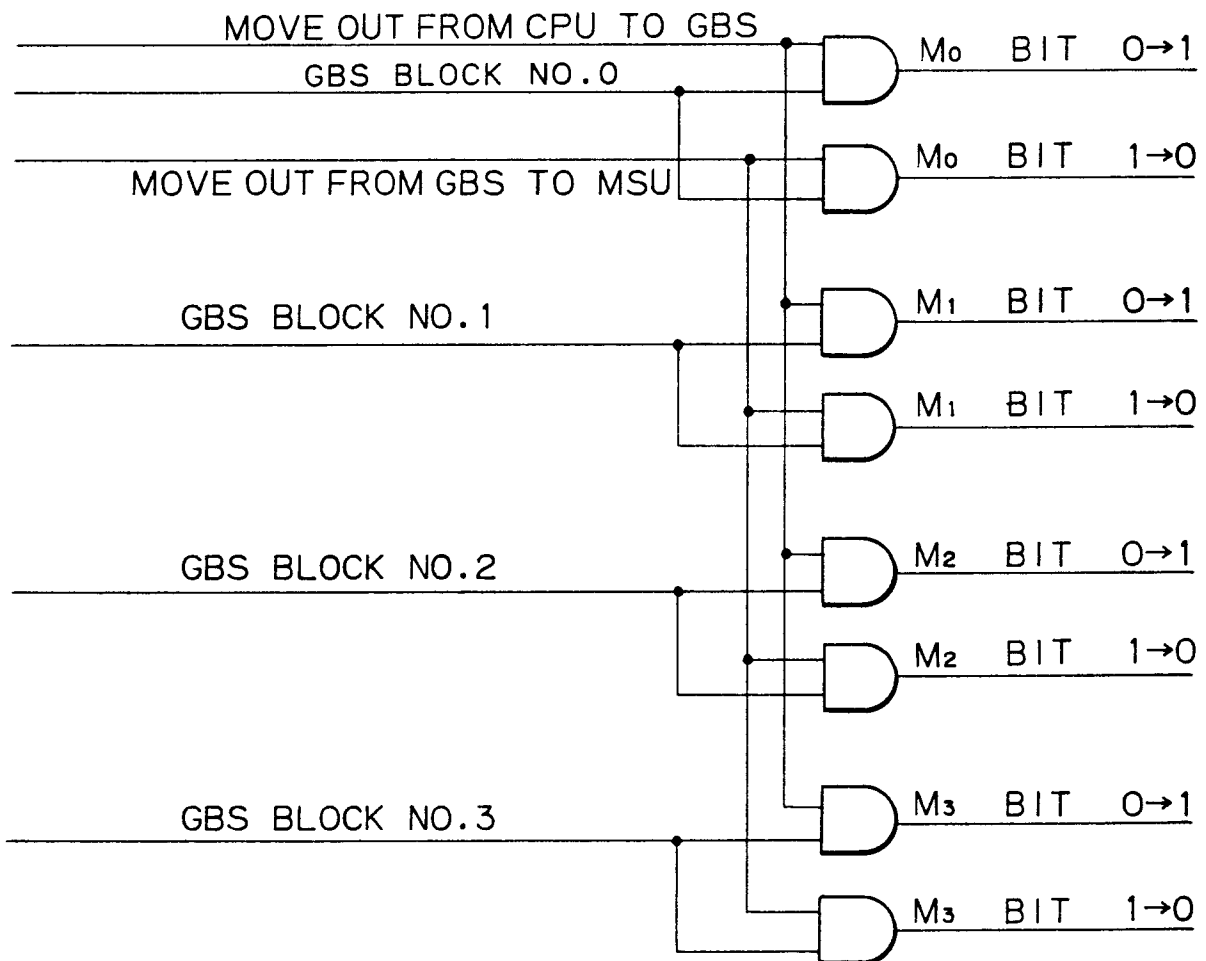 MOVE OUT FROM CPU TO GBS
M0 BIT 0→1
GBS BLOCK NO.0
M0 BIT 1→0
MOVE OUT FROM GBS TO MSU
M1 BIT 0→1
GBS BLOCK NO.1
M1 BIT 1→0
M2 BIT 0→1
GBS BLOCK NO.2
M2 BIT 1→0
M3 BIT 0→1
GBS BLOCK NO.3
M3 BIT 1→0